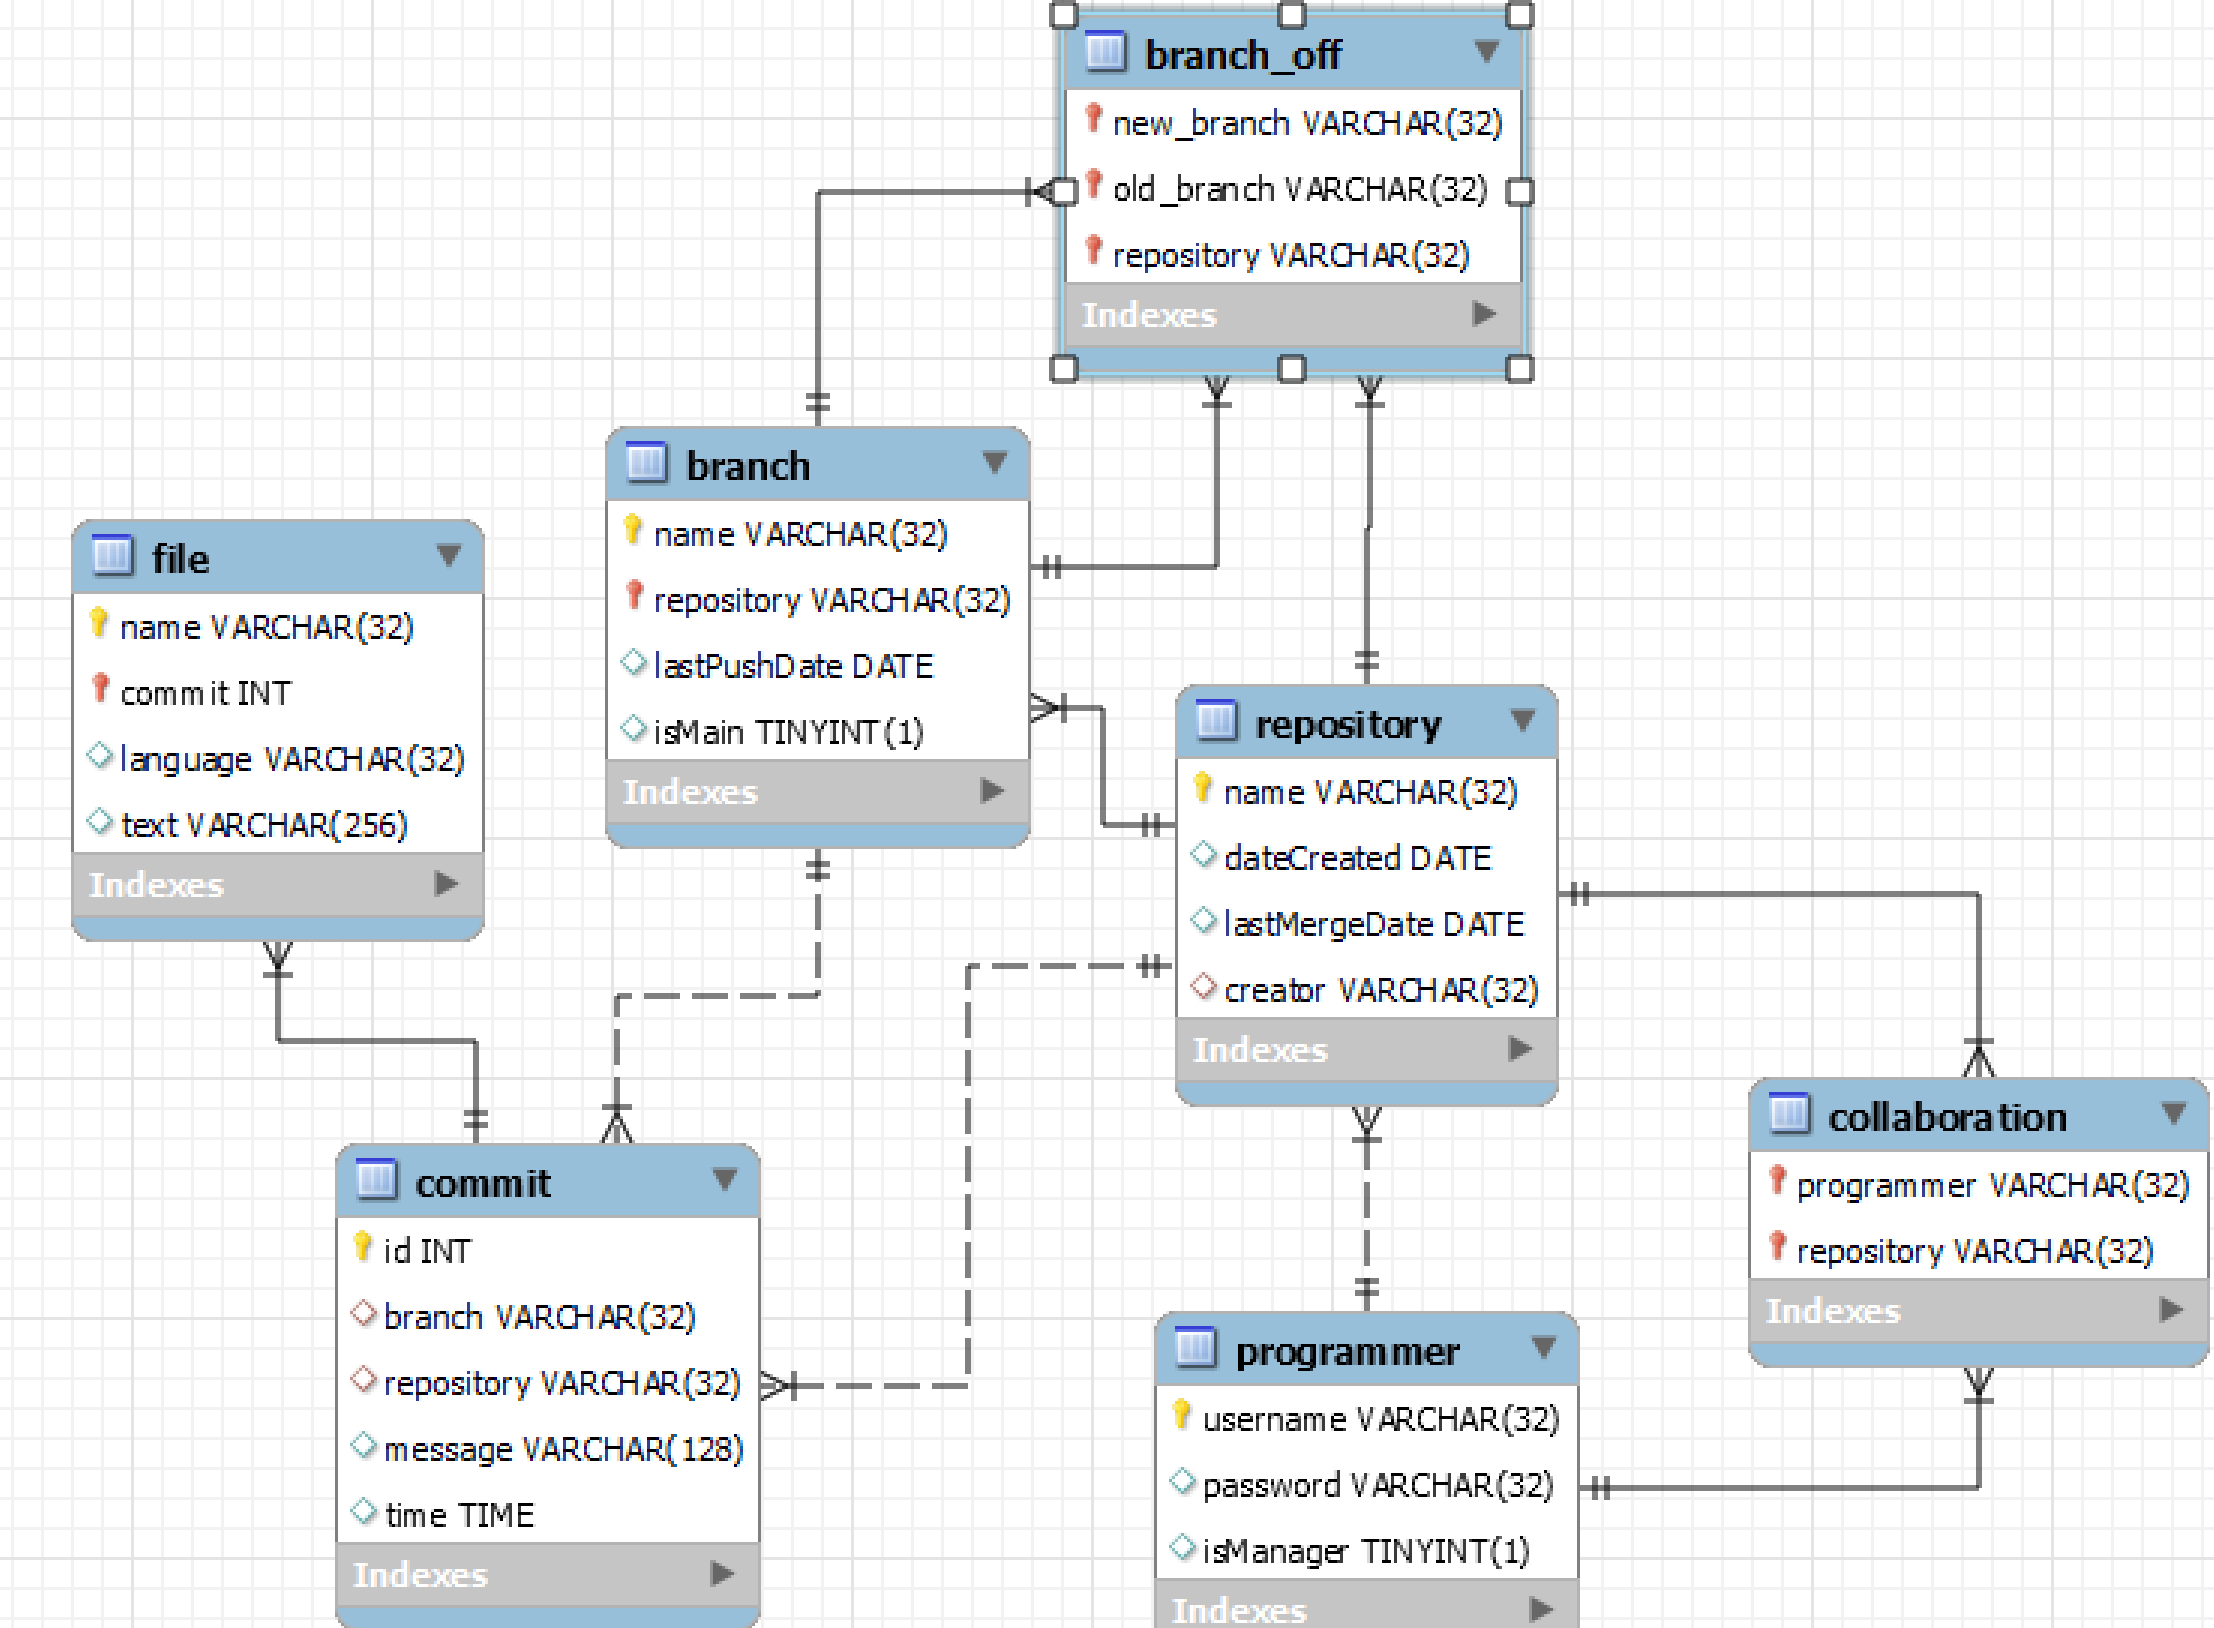 branch_off
new_branch VARCHAR(32)
old_branch VARCHAR(32)
repository VARCHAR(32)
Indexes
branch
name VARCHAR(32)
repository VARCHAR(32)
lastPushDate DATE
isMain TINYINT(1)
Indexes
file
name VARCHAR(32)
commit INT
language VARCHAR(32)
text VARCHAR(256)
Indexes
repository
name VARCHAR(32)
dateCreated DATE
lastMergeDate DATE
creator VARCHAR(32)
Indexes
collaboration
programmer VARCHAR(32)
repository VARCHAR(32)
Indexes
commit
id INT
branch VARCHAR(32)
repository VARCHAR(32)
message VARCHAR(128)
time TIME
Indexes
programmer
username VARCHAR(32)
password VARCHAR(32)
isManager TINYINT(1)
Indexes